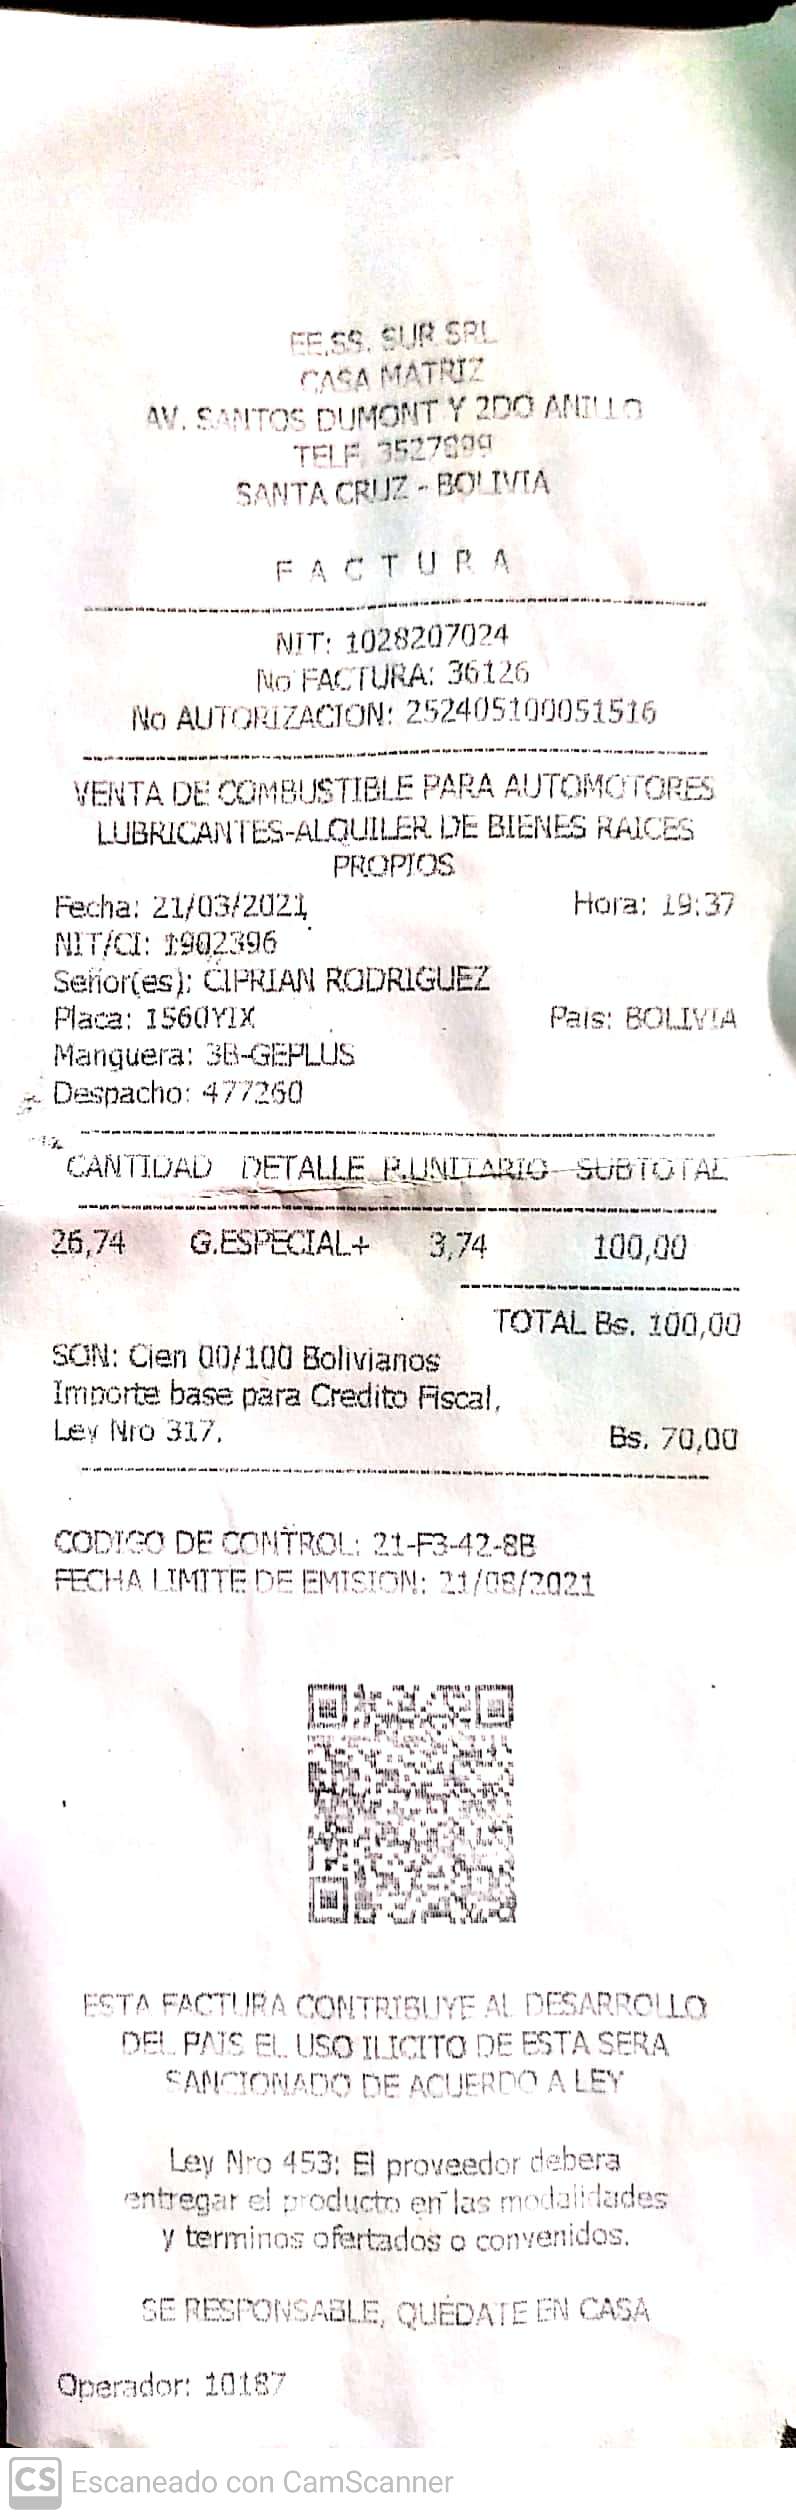 EE.SS. SUR SRL
CASA MATRIZ
AV. SANTOS DUMONT Y 2DO ANILLO
TELF. 3527899
SANTA CRUZ - BOLIVIA
F A C T U R A
NIT: 1028207024
No FACTURA: 36126
No AUTORIZACION: 252405100051516
VENTA DE COMBUSTIBLE PARA AUTOMOTORES
LUBRICANTES-ALQUILER DE BIENES RAICES
PROPIOS
Fecha: 21/03/2021 Hora: 19:37
NIT/CI: 1902396
Señor(es): CIPRIAN RODRIGUEZ
Placa: 1560YIX Pais: BOLIVIA
Manguera: 3B-GEPLUS
Despacho: 477260
CANTIDAD DETALLE P.UNITARIO SUBTOTAL
26,74 G.ESPECIAL+ 3,74 100,00
TOTAL Bs. 100,00
SON: Cien 00/100 Bolivianos
Importe base para Credito Fiscal,
Ley Nro 317. Bs. 70,00
CODIGO DE CONTROL: 21-F3-42-8B
FECHA LIMITE DE EMISION: 21/08/2021
ESTA FACTURA CONTRIBUYE AL DESARROLLO
DEL PAIS EL USO ILICITO DE ESTA SERA
SANCIONADO DE ACUERDO A LEY
Ley Nro 453: El proveedor debera
entregar el producto en las modalidades
y terminos ofertados o convenidos.
SE RESPONSABLE, QUÉDATE EN CASA
Operador: 10187
CS Escaneado con CamScanner